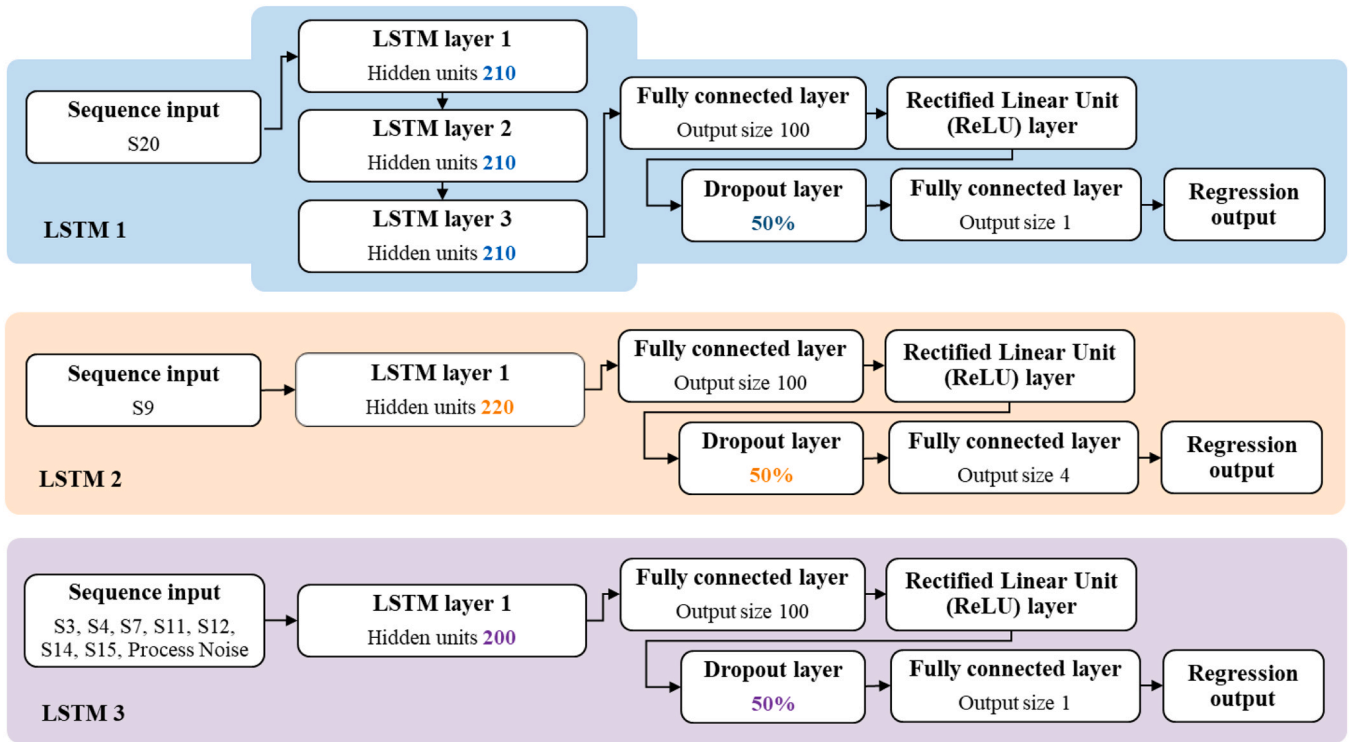 Sequence input
S20
LSTM layer 1
Hidden units 210
LSTM layer 2
Hidden units 210
LSTM layer 3
Hidden units 210
Fully connected layer
Output size 100
Rectified Linear Unit
(ReLU) layer
Dropout layer
50%
Fully connected layer
Output size 1
Regression
output
LSTM 1
Sequence input
S9
LSTM layer 1
Hidden units 220
Fully connected layer
Output size 100
Rectified Linear Unit
(ReLU) layer
Dropout layer
50%
Fully connected layer
Output size 4
Regression
output
LSTM 2
Sequence input
S3, S4, S7, S11, S12,
S14, S15, Process Noise
LSTM layer 1
Hidden units 200
Fully connected layer
Output size 100
Rectified Linear Unit
(ReLU) layer
Dropout layer
50%
Fully connected layer
Output size 1
Regression
output
LSTM 3